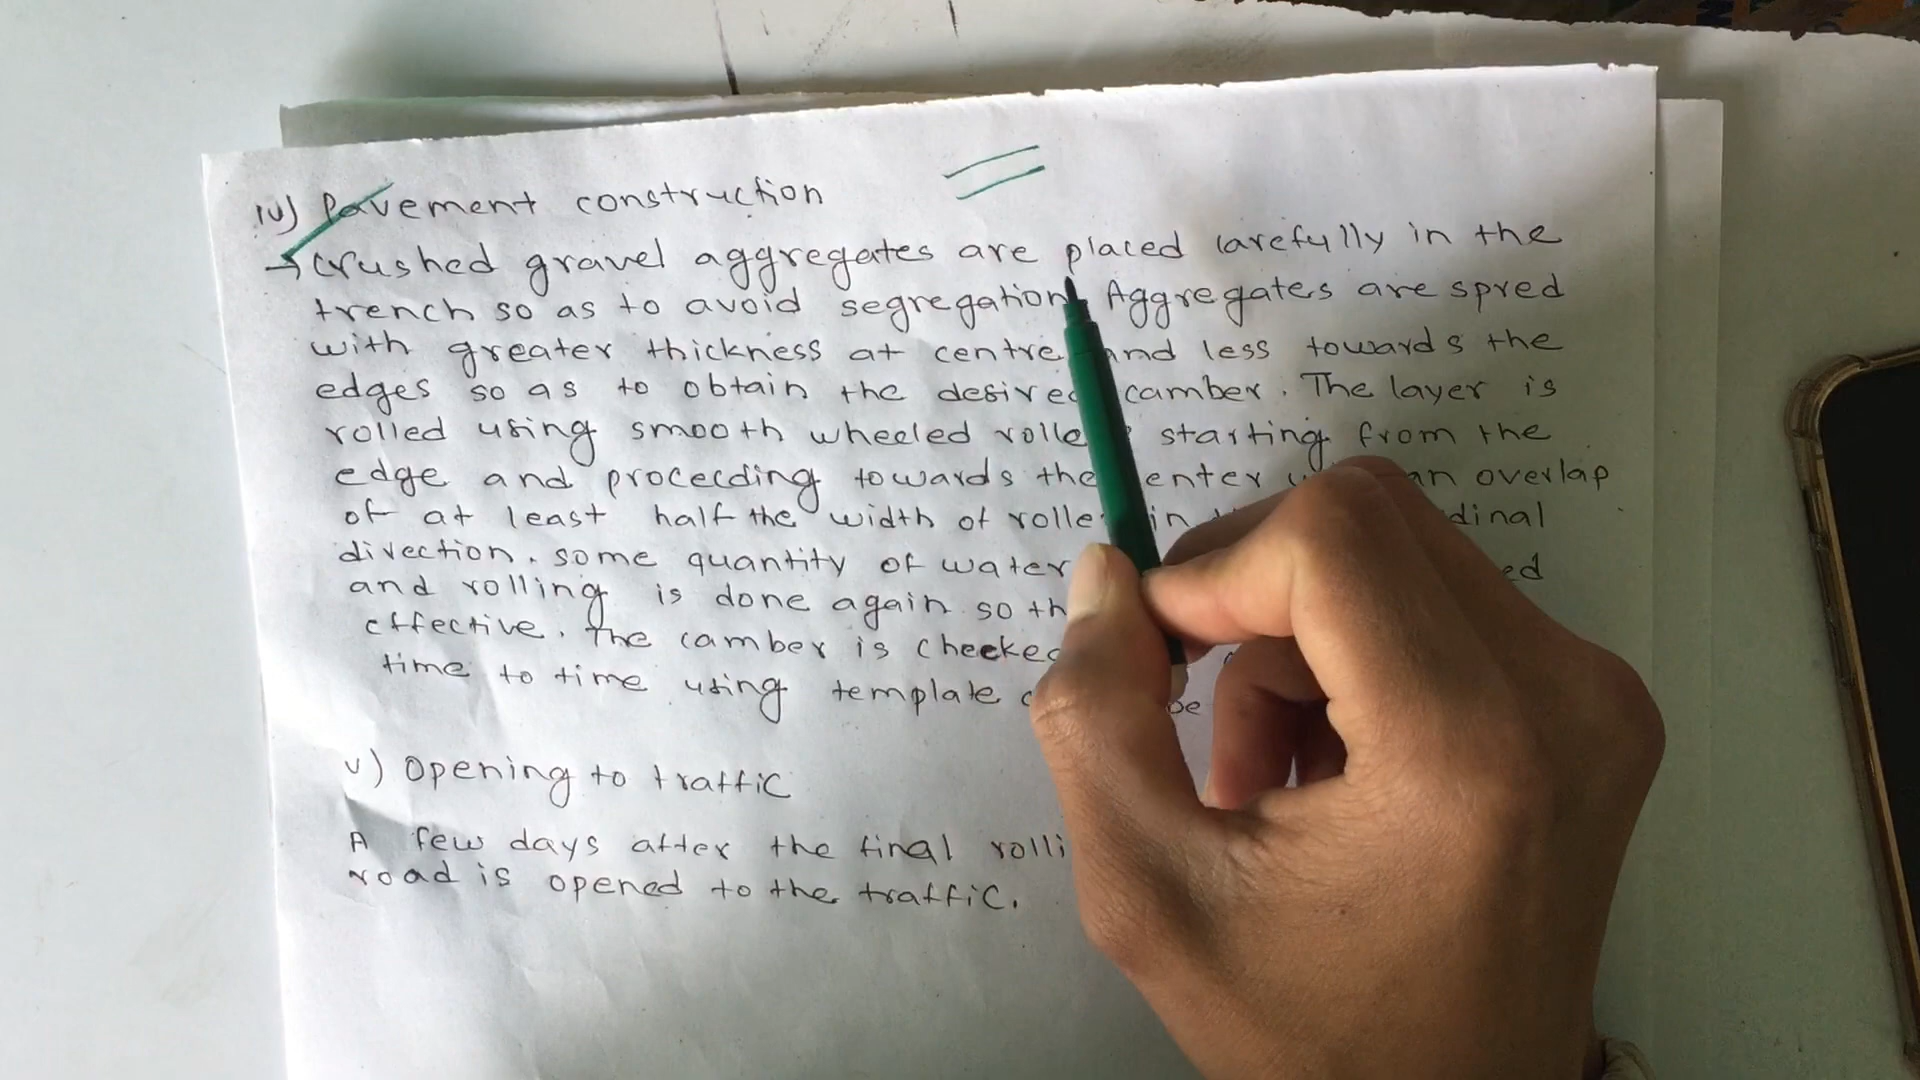 iv) Pavement construction
→ Crushed gravel aggregates are placed carefully in the
trench so as to avoid segregation. Aggregates are spred
with greater thickness at centre and less towards the
edges so as to obtain the desired camber. The layer is
rolled using smooth wheeled roller starting from the
edge and proceeding towards the center an overlap
of at least half the width of roller in
direction. some quantity of water
and rolling is done again so
effective. The camber is checked
time to time using template be
v) Opening to traffic
A few days after the final
road is opened to the traffic.